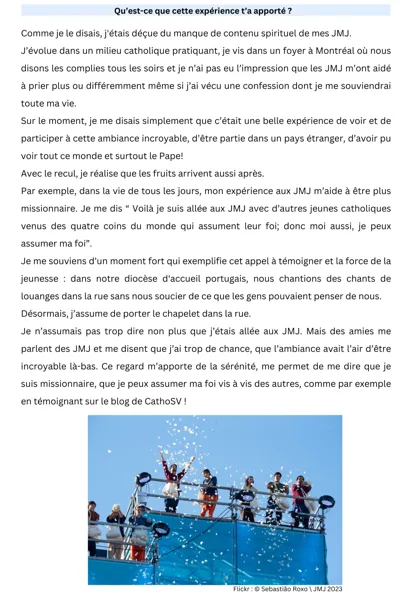 Qu'est-ce que cette expérience t'a apporté ?
Comme je le disais, j'étais déçue du manque de contenu spirituel de mes JMJ.
J'évolue dans un milieu catholique pratiquant, je vis dans un foyer à Montréal où nous
disons les complies tous les soirs et je n'ai pas eu l'impression que les JMJ m'ont aidé
à prier plus ou différemment même si j'ai vécu une confession dont je me souviendrai
toute ma vie.
Sur le moment, je me disais simplement que c'était une belle expérience de voir et de
participer à cette ambiance incroyable, d'être partie dans un pays étranger, d'avoir pu
voir tout ce monde et surtout le Pape!
Avec le recul, je réalise que les fruits arrivent aussi après.
Par exemple, dans la vie de tous les jours, mon expérience aux JMJ m'aide à être plus
missionnaire. Je me dis " Voilà je suis allée aux JMJ avec d'autres jeunes catholiques
venus des quatre coins du monde qui assument leur foi; donc moi aussi, je peux
assumer ma foi".
Je me souviens d'un moment fort qui exemplifie cet appel à témoigner et la force de la
jeunesse : dans notre diocèse d'accueil portugais, nous chantions des chants de
louanges dans la rue sans nous soucier de ce que les gens pouvaient penser de nous.
Désormais, j'assume de porter le chapelet dans la rue.
Je n'assumais pas trop dire non plus que j'étais allée aux JMJ. Mais des amies me
parlent des JMJ et me disent que j'ai trop de chance, que l'ambiance avait l'air d'être
incroyable là-bas. Ce regard m'apporte de la sérénité, me permet de me dire que je
suis missionnaire, que je peux assumer ma foi vis à vis des autres, comme par exemple
en témoignant sur le blog de CathoSV !
Flickr : © Sebastião Roxo \ JMJ 2023